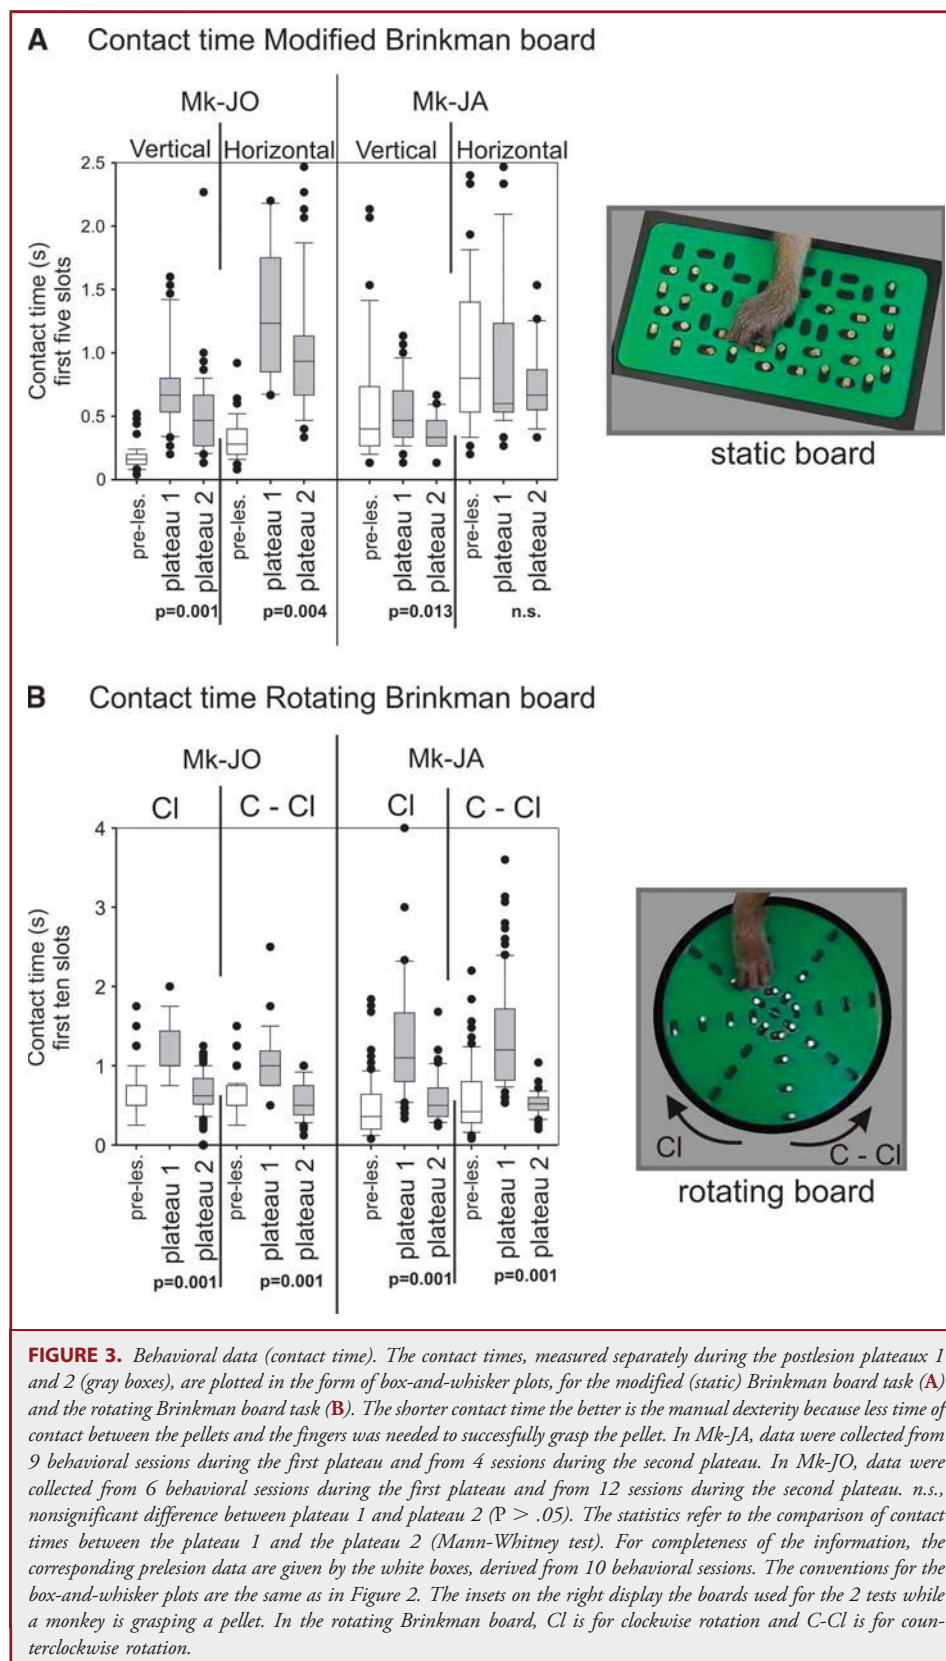 A Contact time Modified Brinkman board
Mk-JO Mk-JA
Vertical Horizontal Vertical Horizontal
2.5
2.0
1.5
1.0
0.5
0
Contact time (s)
first five slots
pre-les. plateau 1 plateau 2 pre-les. plateau 1 plateau 2 pre-les. plateau 1 plateau 2 pre-les. plateau 1 plateau 2
p=0.001 p=0.004 p=0.013 n.s.
static board
B Contact time Rotating Brinkman board
Mk-JO Mk-JA
Cl C - Cl Cl C - Cl
4
3
2
1
0
Contact time (s)
first ten slots
pre-les. plateau 1 plateau 2 pre-les. plateau 1 plateau 2 pre-les. plateau 1 plateau 2 pre-les. plateau 1 plateau 2
p=0.001 p=0.001 p=0.001 p=0.001
Cl C - Cl
rotating board
FIGURE 3. Behavioral data (contact time). The contact times, measured separately during the postlesion plateaux 1
and 2 (gray boxes), are plotted in the form of box-and-whisker plots, for the modified (static) Brinkman board task (A)
and the rotating Brinkman board task (B). The shorter contact time the better is the manual dexterity because less time of
contact between the pellets and the fingers was needed to successfully grasp the pellet. In Mk-JA, data were collected from
9 behavioral sessions during the first plateau and from 4 sessions during the second plateau. In Mk-JO, data were
collected from 6 behavioral sessions during the first plateau and from 12 sessions during the second plateau. n.s.,
nonsignificant difference between plateau 1 and plateau 2 (P > .05). The statistics refer to the comparison of contact
times between the plateau 1 and the plateau 2 (Mann-Whitney test). For completeness of the information, the
corresponding prelesion data are given by the white boxes, derived from 10 behavioral sessions. The conventions for the
box-and-whisker plots are the same as in Figure 2. The insets on the right display the boards used for the 2 tests while
a monkey is grasping a pellet. In the rotating Brinkman board, Cl is for clockwise rotation and C-Cl is for coun-
terclockwise rotation.